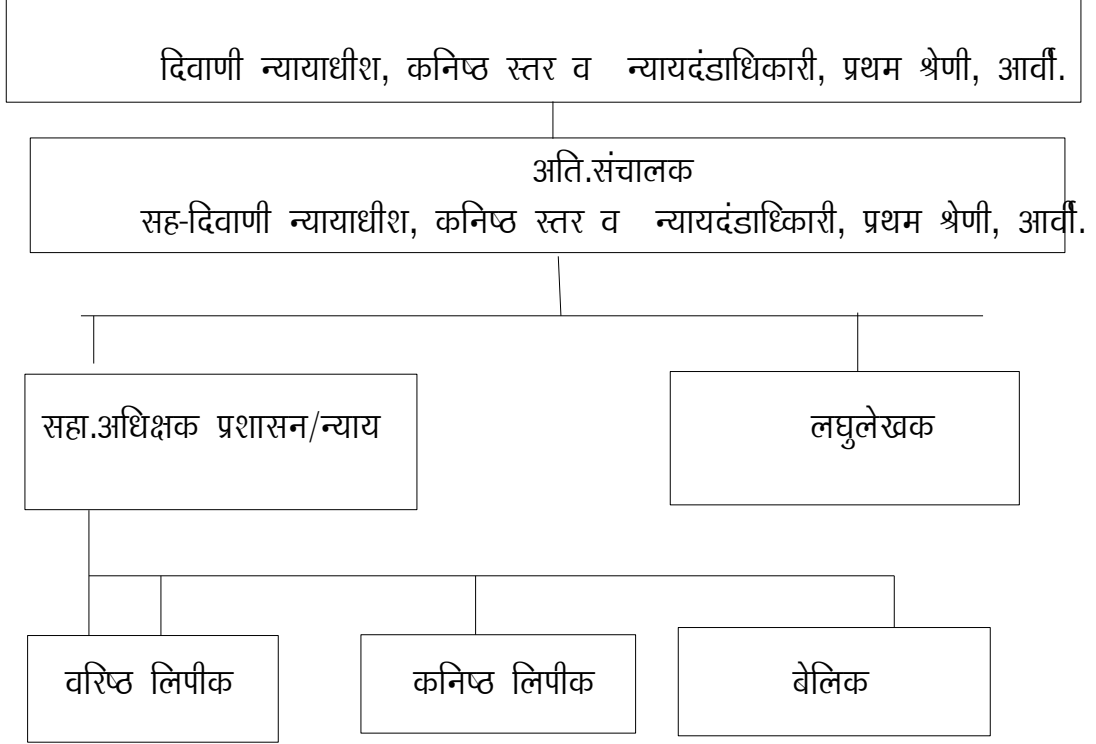 दिवाणी न्यायाधीश, कनिष्ठ स्तर व न्यायदंडाधिकारी, प्रथम श्रेणी, आर्वी.
अति.संचालक
सह-दिवाणी न्यायाधीश, कनिष्ठ स्तर व न्यायदंडाधिकारी, प्रथम श्रेणी, आर्वी.
सहा.अधिक्षक प्रशासन/न्याय
लघुलेखक
वरिष्ठ लिपीक
कनिष्ठ लिपीक
बेलिक